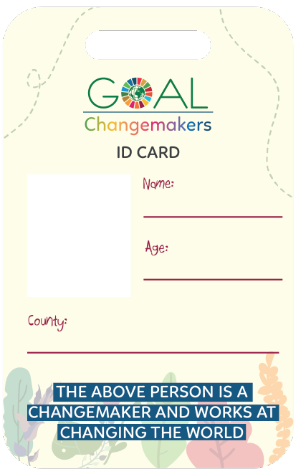 GOAL
Changemakers
ID CARD
Name:
Age:
County:
THE ABOVE PERSON IS A
CHANGEMAKER AND WORKS AT
CHANGING THE WORLD